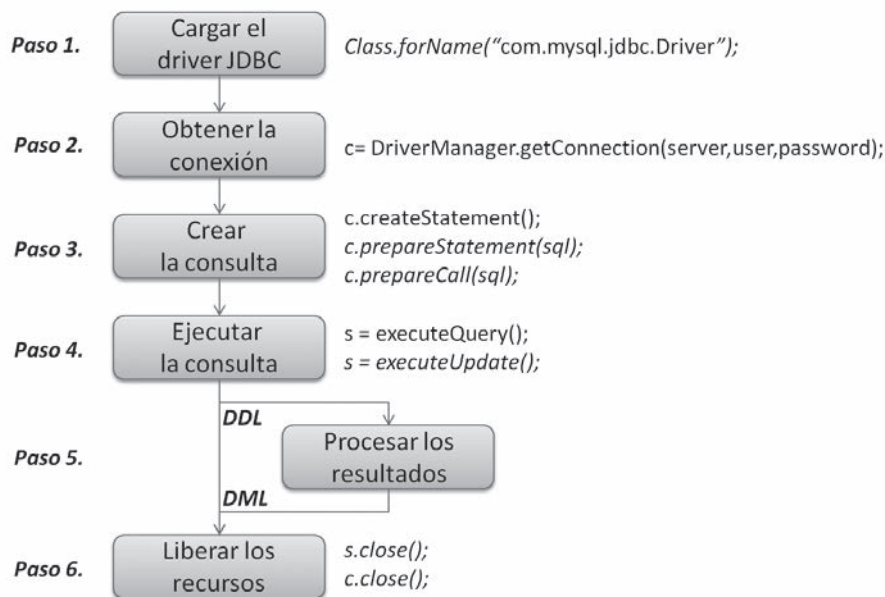 Paso 1.
Cargar el
driver JDBC
Class.forName(“com.mysql.jdbc.Driver”);
Paso 2.
Obtener la
conexión
c= DriverManager.getConnection(server,user,password);
Paso 3.
Crear
la consulta
c.createStatement();
c.prepareStatement(sql);
c.prepareCall(sql);
Paso 4.
Ejecutar
la consulta
s = executeQuery();
s = executeUpdate();
DDL
Paso 5.
Procesar los
resultados
DML
Paso 6.
Liberar los
recursos
s.close();
c.close();